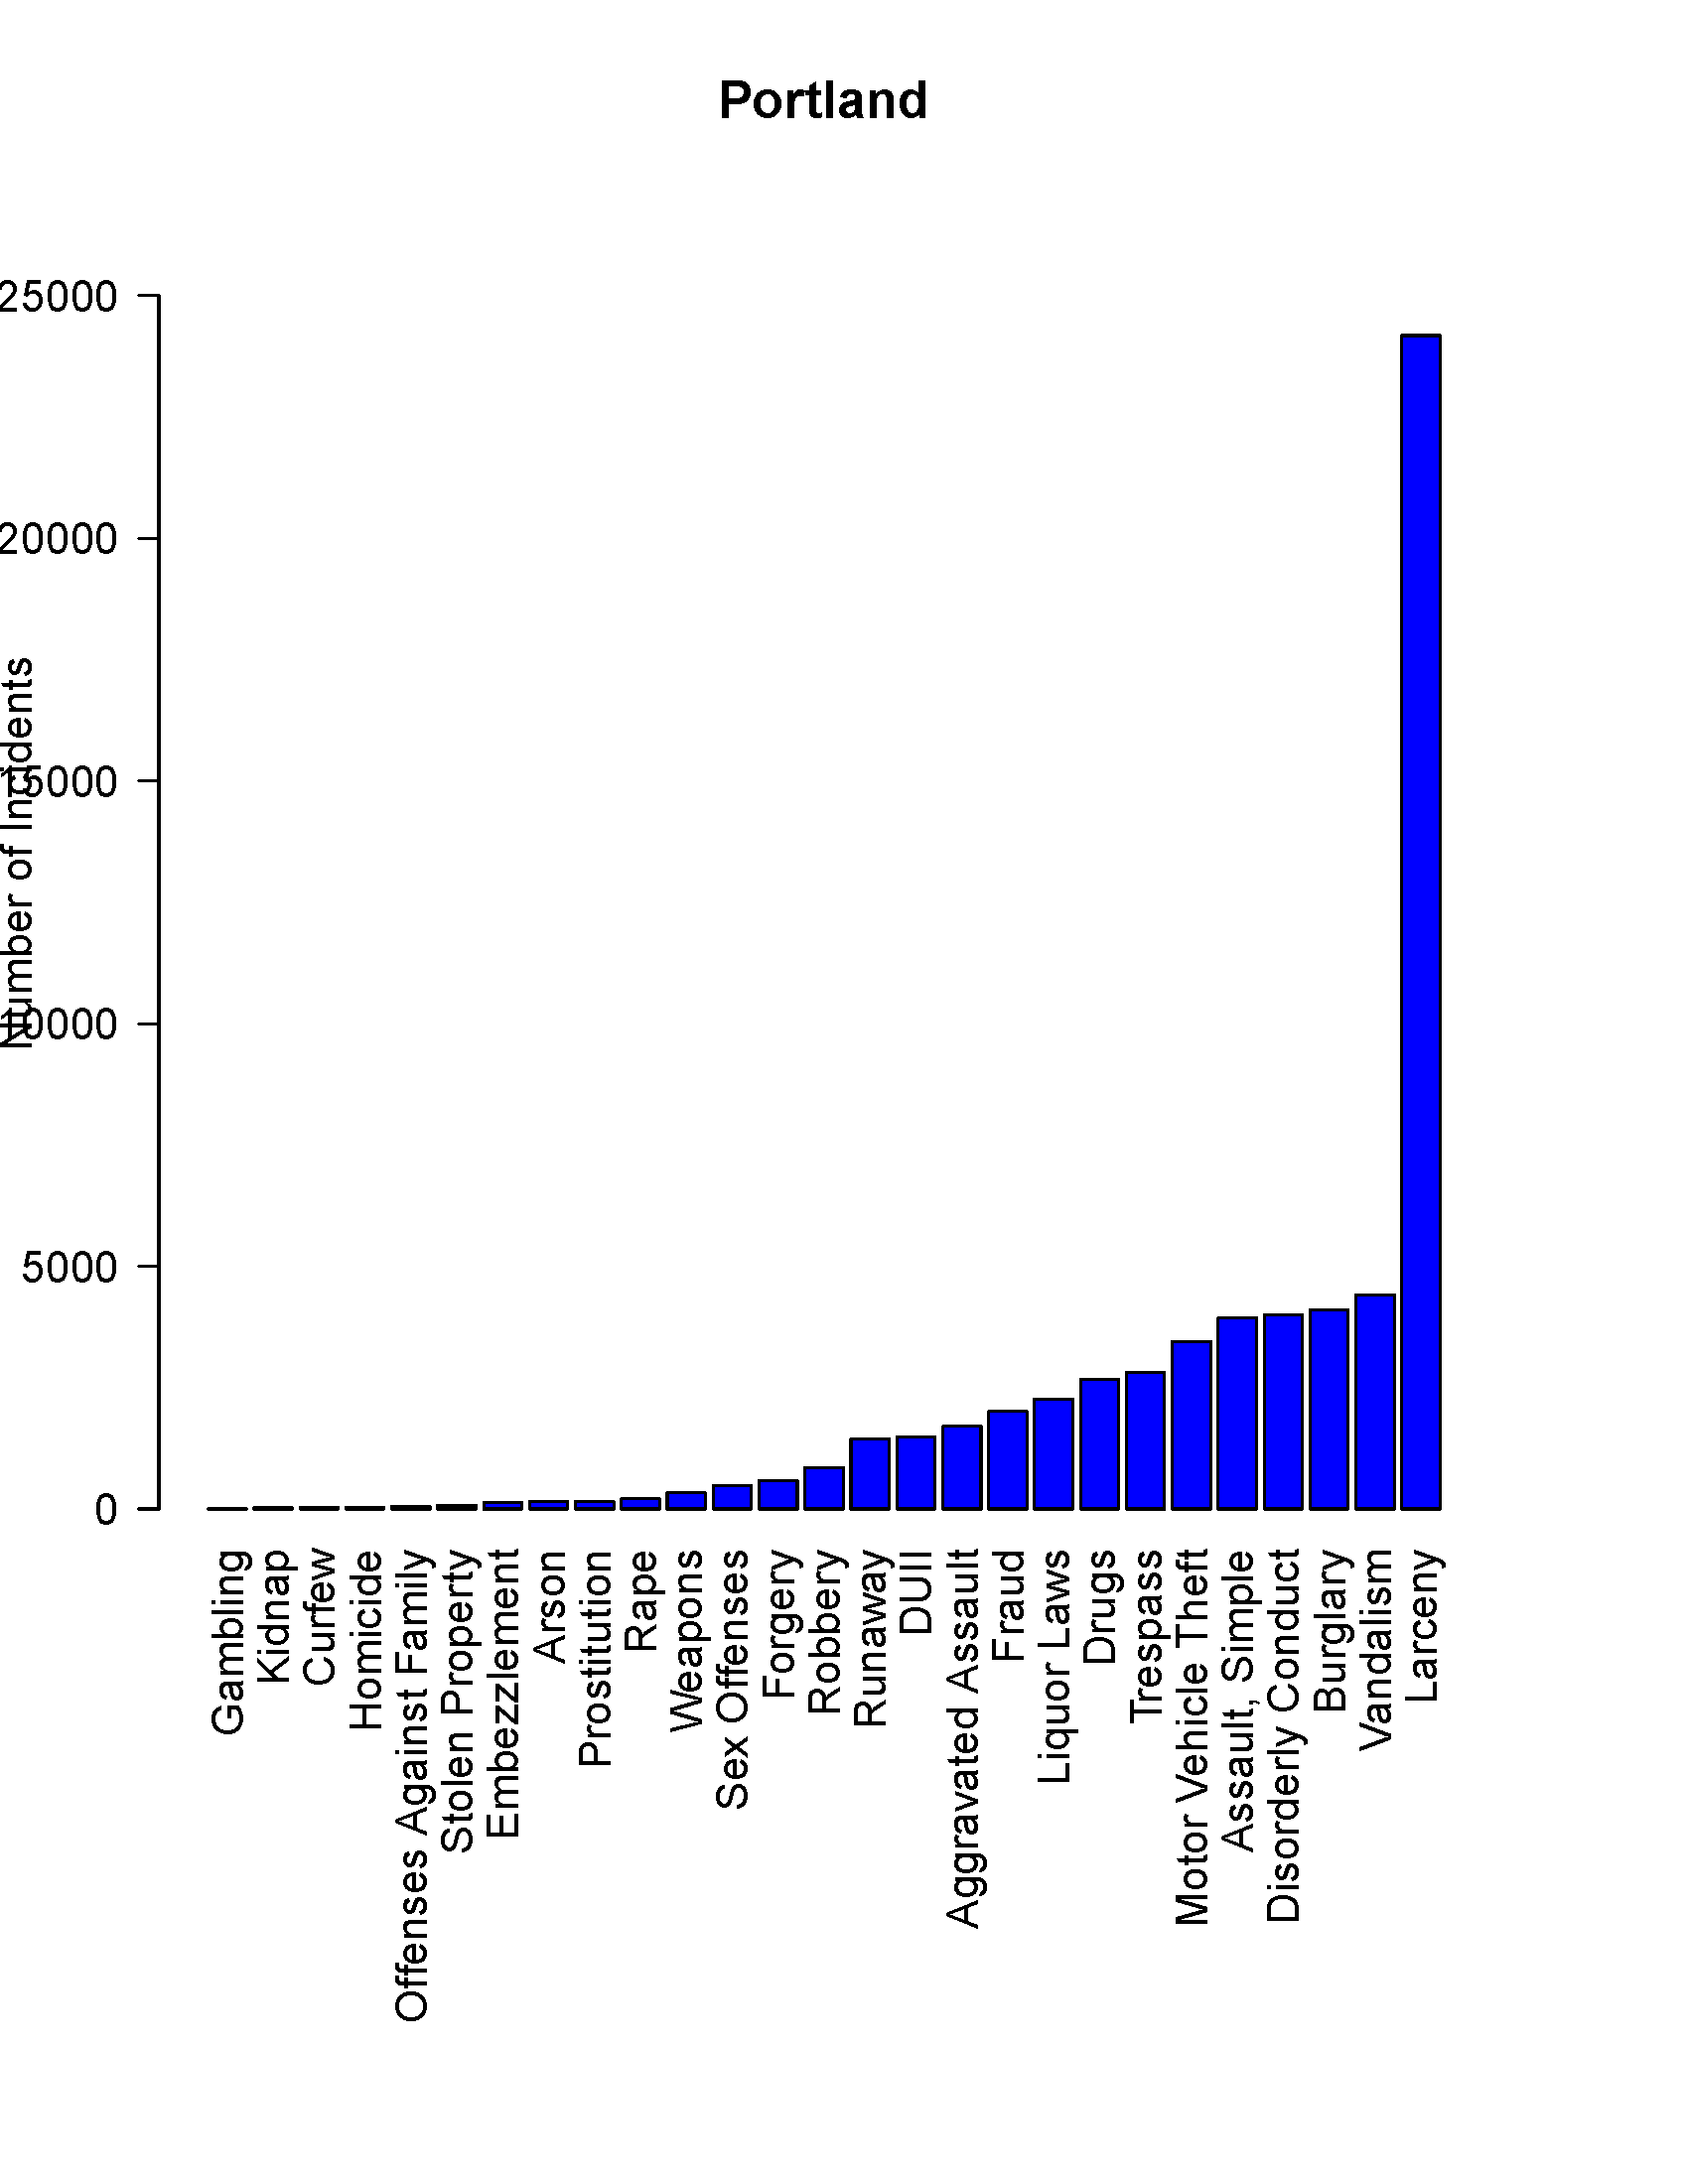 Portland
Number of Incidents
25000
20000
15000
10000
5000
0
Gambling
Kidnap
Curfew
Homicide
Offenses Against Family
Stolen Property
Embezzlement
Arson
Prostitution
Rape
Weapons
Sex Offenses
Forgery
Robbery
Runaway
DUII
Aggravated Assault
Fraud
Liquor Laws
Drugs
Trespass
Motor Vehicle Theft
Assault, Simple
Disorderly Conduct
Burglary
Vandalism
Larceny